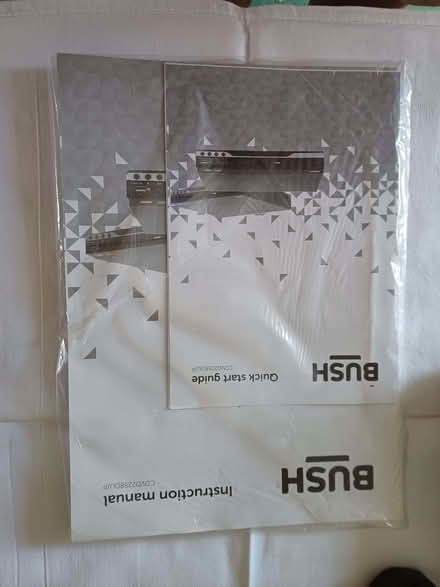 BUSH
Quick start guide
BUSH
Instruction manual